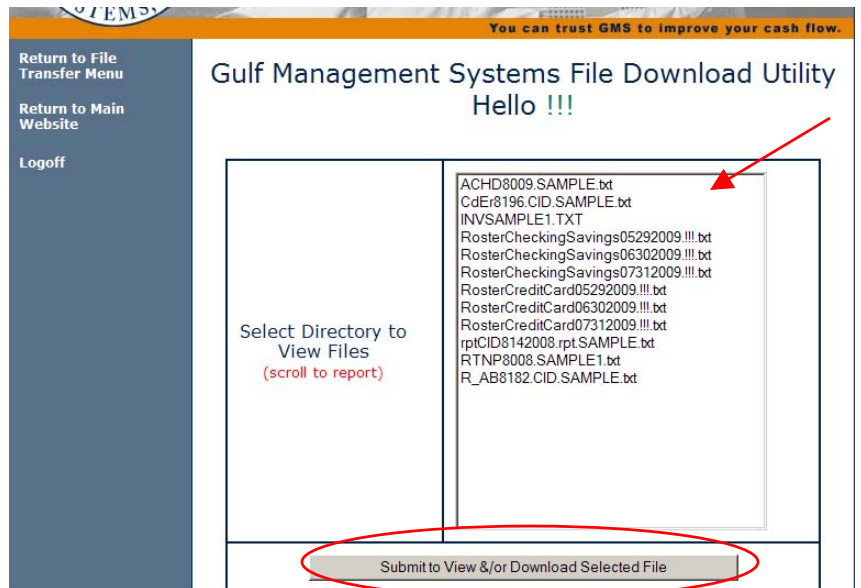 You can trust GMS to improve your cash flow.
Return to File
Transfer Menu
Return to Main
Website
Logoff
Gulf Management Systems File Download Utility
Hello !!!
Select Directory to
View Files
(scroll to report)
ACHD8009.SAMPLE.txt
CdEr8196.CID.SAMPLE.txt
INVSAMPLE1.TXT
RosterCheckingSavings05292009.!!!.txt
RosterCheckingSavings06302009.!!!.txt
RosterCheckingSavings07312009.!!!.txt
RosterCreditCard05292009.!!!.txt
RosterCreditCard06302009.!!!.txt
RosterCreditCard07312009.!!!.txt
rptCID8142008.rpt.SAMPLE.txt
RTNP8008.SAMPLE1.txt
R_AB8182.CID.SAMPLE.txt
Submit to View &/or Download Selected File